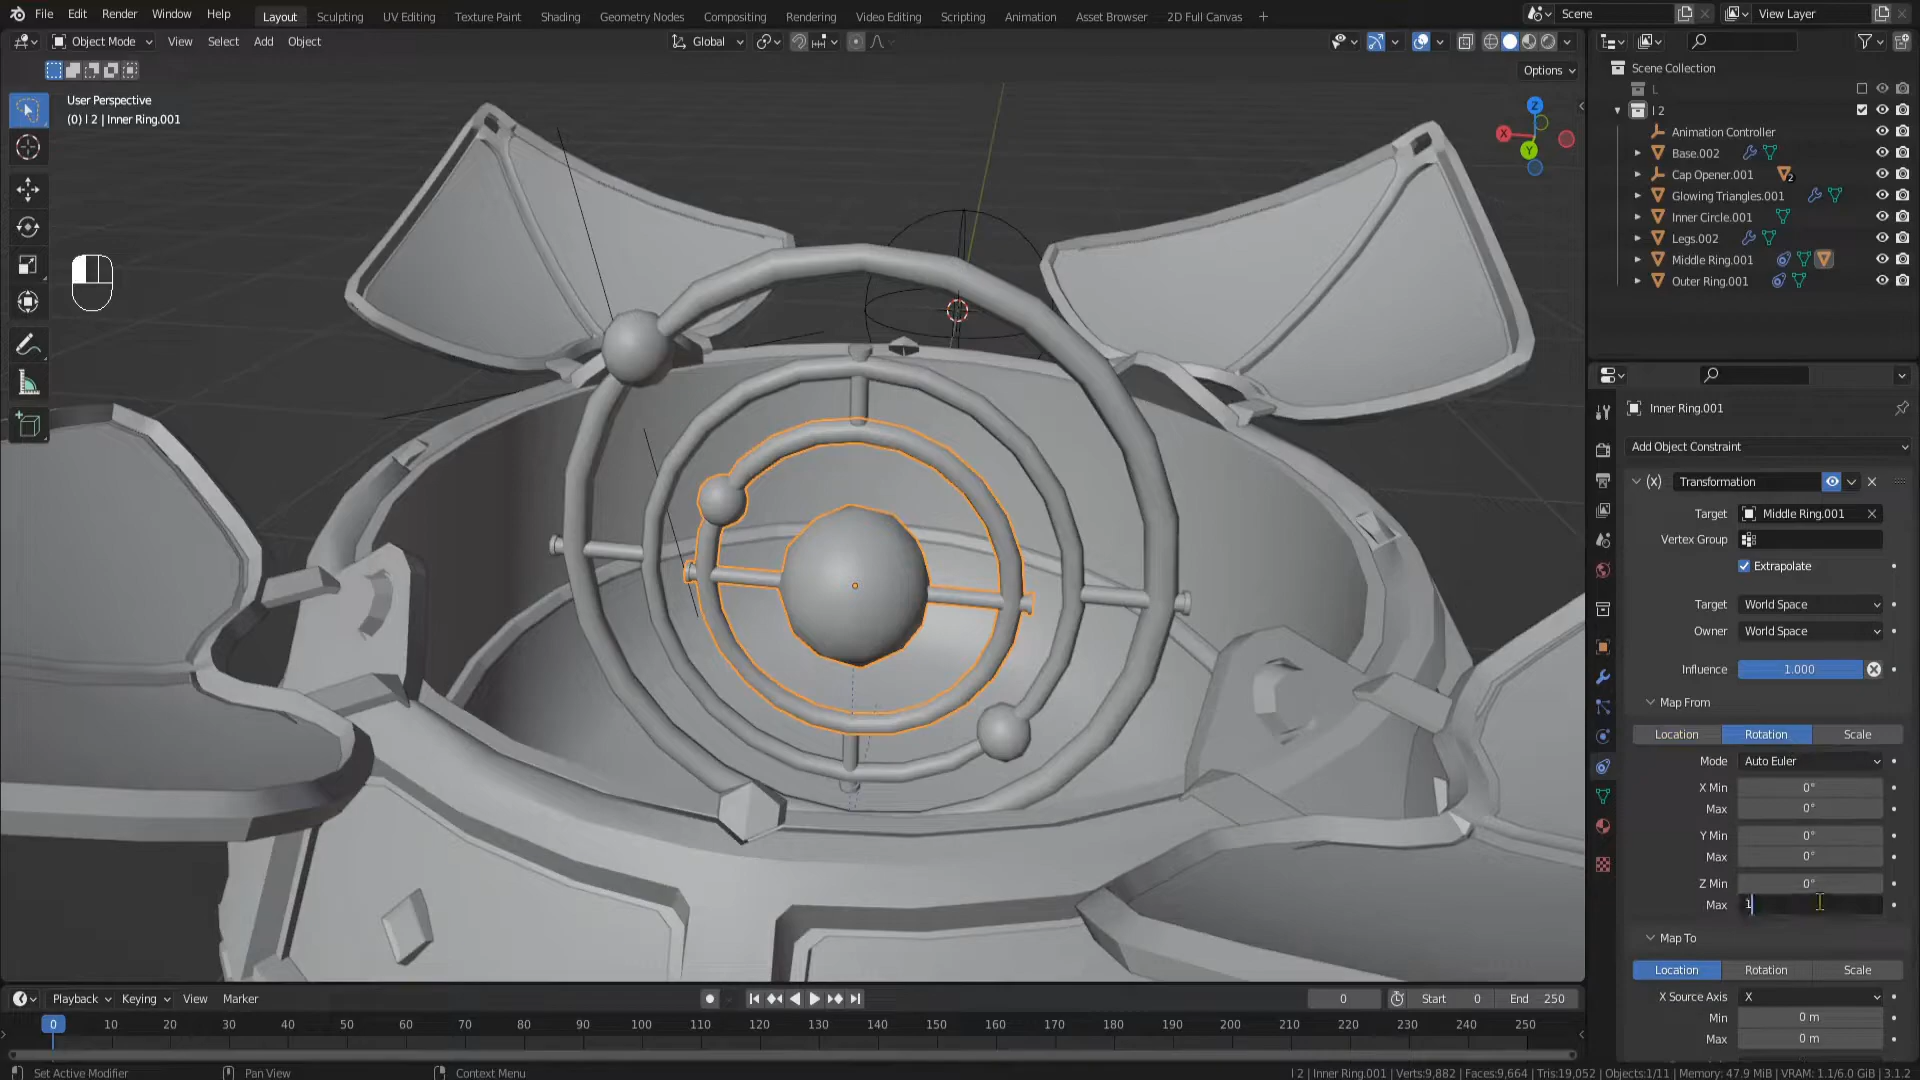 File Edit Render Window Help Layout Sculpting UV Editing Texture Paint Shading Geometry Nodes Compositing Rendering Video Editing Scripting Animation Asset Browser 2D Full Canvas + Scene View Layer
Object Mode View Select Add Object Global
Options
User Perspective
(0) l 2 | Inner Ring.001
Z
X
Y
Scene Collection
L
l 2
Animation Controller
Base.002
Cap Opener.001 2
Glowing Triangles.001
Inner Circle.001
Legs.002
Middle Ring.001
Outer Ring.001
Inner Ring.001
Add Object Constraint
(X) Transformation
Target Middle Ring.001
Vertex Group
Extrapolate
Target World Space
Owner World Space
Influence 1.000
Map From
Location Rotation Scale
Mode Auto Euler
X Min 0°
Max 0°
Y Min 0°
Max 0°
Z Min 0°
Max 1
Map To
Location Rotation Scale
X Source Axis X
Min 0 m
Max 0 m
Playback Keying View Marker 0 Start 0 End 250
0 10 20 30 40 50 60 70 80 90 100 110 120 130 140 150 160 170 180 190 200 210 220 230 240 250
Set Active Modifier Pan View Context Menu l 2 | Inner Ring.001 | Verts:9,882 | Faces:9,664 | Tris:19,052 | Objects:1/11 | Memory: 47.9 MiB | VRAM: 1.1/6.0 GiB | 3.1.2